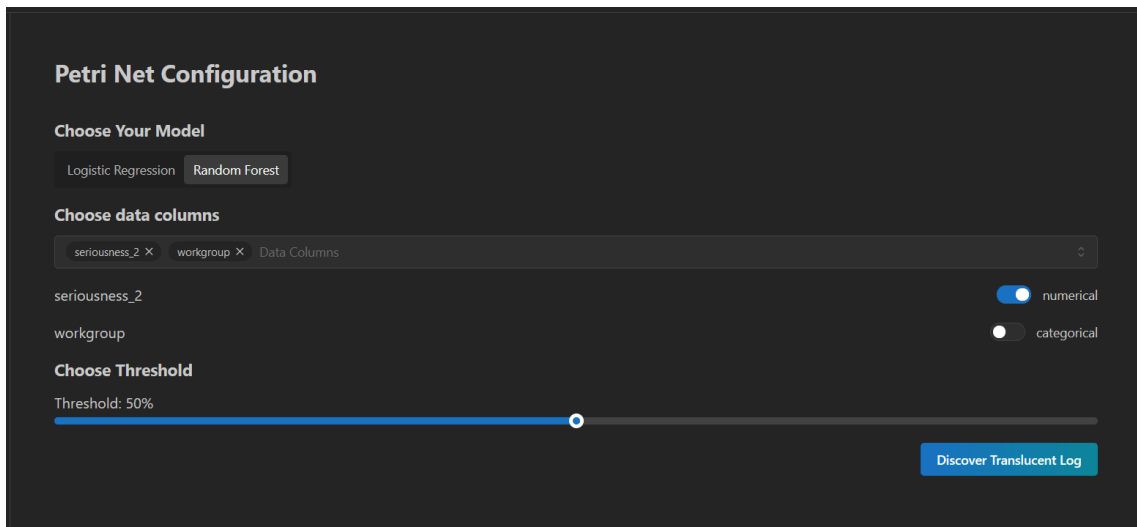 Petri Net Configuration
Choose Your Model
Logistic Regression Random Forest
Choose data columns
seriousness_2 × workgroup × Data Columns
seriousness_2 numerical
workgroup categorical
Choose Threshold
Threshold: 50%
Discover Translucent Log